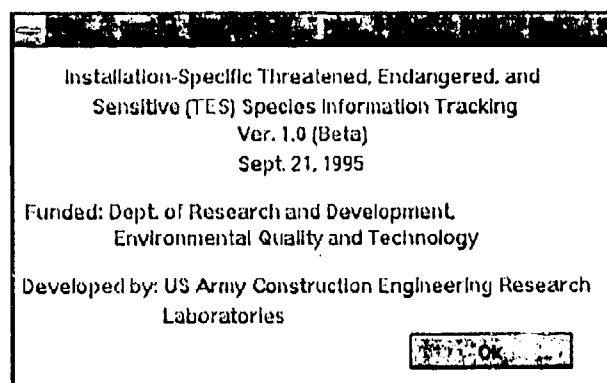 Installation-Specific Threatened, Endangered, and
Sensitive (TES) Species Information Tracking
Ver. 1.0 (Beta)
Sept. 21, 1995
Funded: Dept. of Research and Development,
Environmental Quality and Technology
Developed by: US Army Construction Engineering Research
Laboratories
Ok